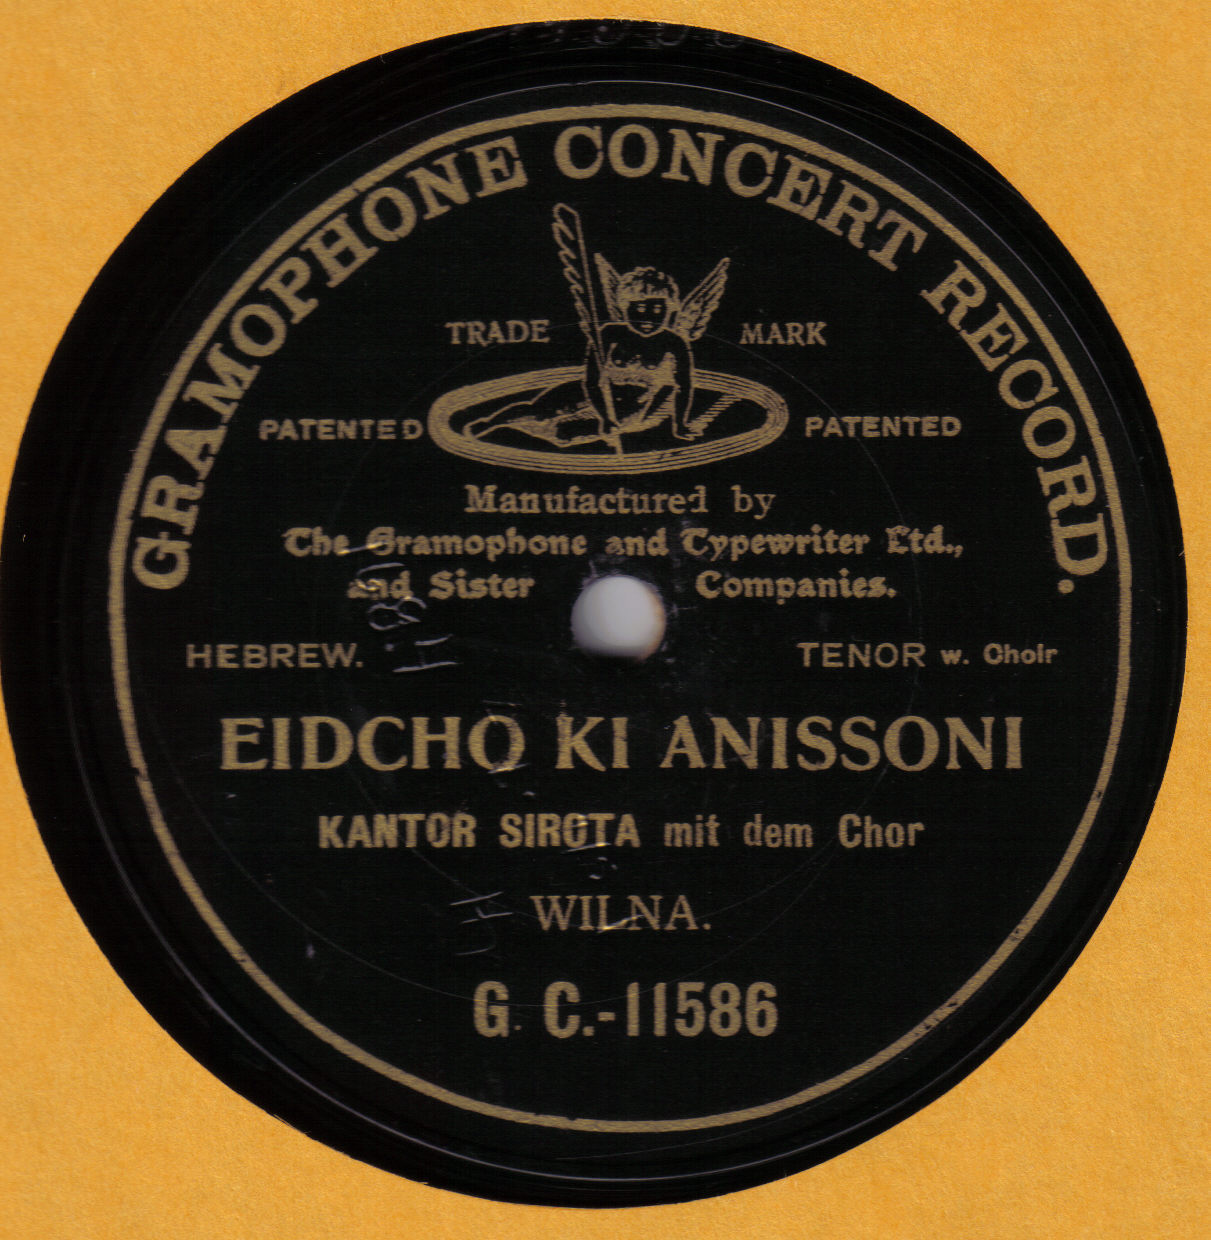 GRAMOPHONE CONCERT RECORD.
TRADE MARK
PATENTED PATENTED
Manufactured by
The Gramophone and Typewriter Ltd.,
and Sister Companies.
HEBREW. TENOR w. Choir
EIDCHO KI ANISSONI
KANTOR SIROTA mit dem Chor
WILNA.
G. C.-11586